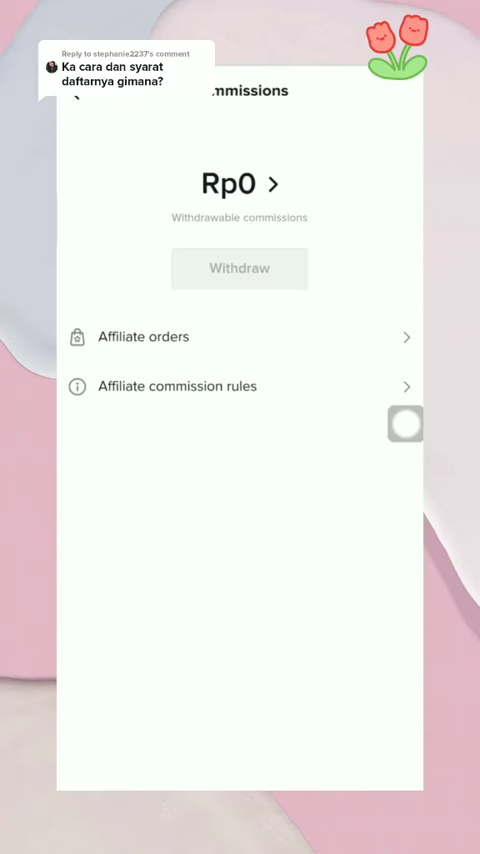 Reply to stephanie2237's comment
Ka cara dan syarat
daftarnya gimana?
mmissions
Rp0
Withdrawable commissions
Withdraw
Affiliate orders
Affiliate commission rules